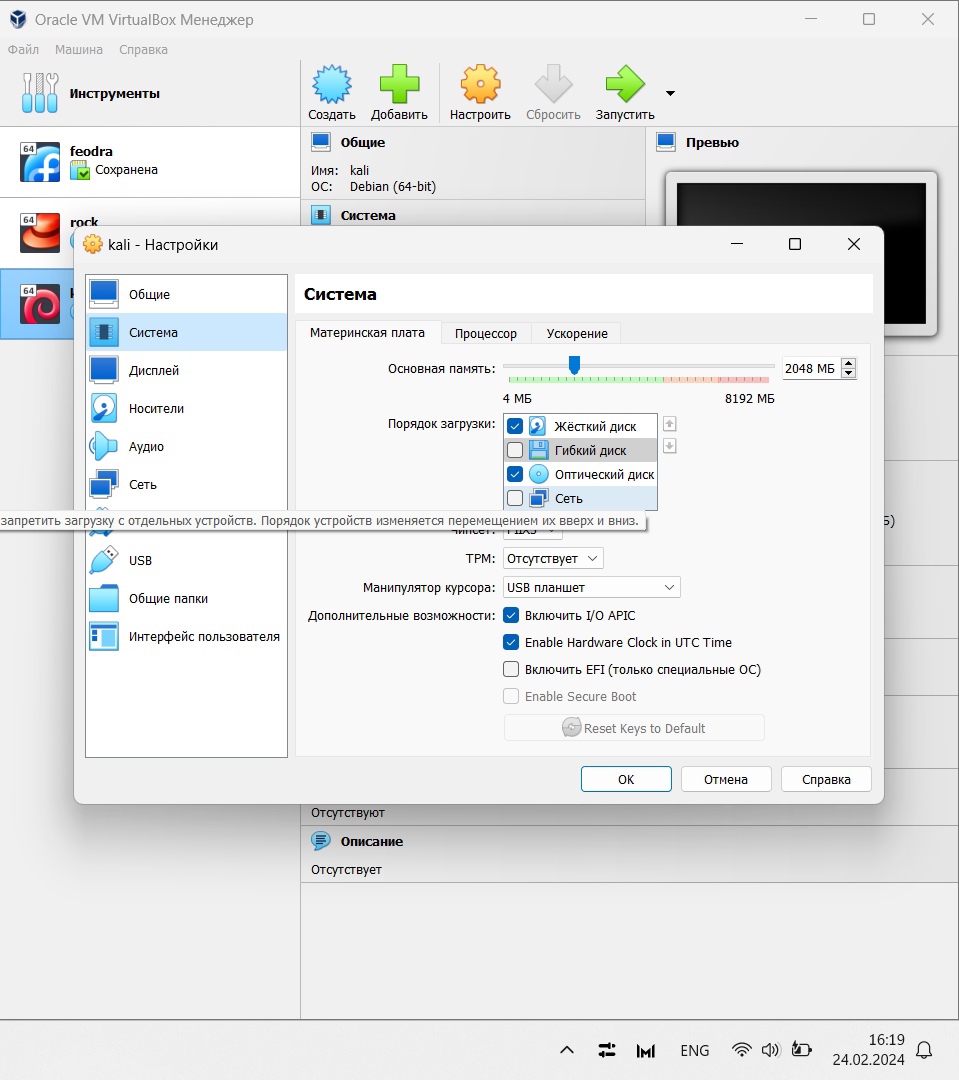 Oracle VM VirtualBox Менеджер
Файл Машина Справка
Инструменты
Создать Добавить Настроить Сбросить Запустить
64
feodra
Сохранена
64
rock
64
Общие
Имя: kali
ОС: Debian (64-bit)
Система
Превью
kali - Настройки
Общие
Система
Дисплей
Носители
Аудио
Сеть
USB
Общие папки
Интерфейс пользователя
Система
Материнская плата Процессор Ускорение
Основная память: 2048 МБ
4 МБ 8192 МБ
Порядок загрузки: Жёсткий диск
Гибкий диск
Оптический диск
Сеть
запретить загрузку с отдельных устройств. Порядок устройств изменяется перемещением их вверх и вниз.
TPM: Отсутствует
Манипулятор курсора: USB планшет
Дополнительные возможности: Включить I/O APIC
Enable Hardware Clock in UTC Time
Включить EFI (только специальные ОС)
Enable Secure Boot
Reset Keys to Default
OK Отмена Справка
Отсутствуют
Описание
Отсутствует
ENG
16:19
24.02.2024